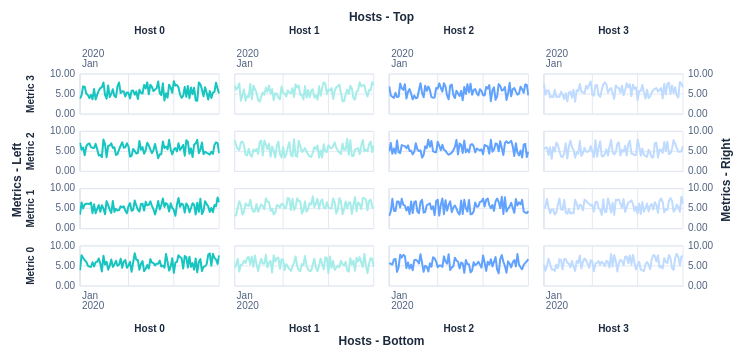 Hosts - Top
Host 0 Host 1 Host 2 Host 3
2020 2020 2020 2020
Jan Jan Jan Jan
Metrics - Left
Metric 3
10.00 10.00
5.00 5.00
0.00 0.00
Metric 2
10.00 10.00
5.00 5.00
0.00 0.00
Metric 1
10.00 10.00
5.00 5.00
0.00 0.00
Metric 0
10.00 10.00
5.00 5.00
0.00 0.00
Metrics - Right
Jan Jan Jan Jan
2020 2020 2020 2020
Host 0 Host 1 Host 2 Host 3
Hosts - Bottom